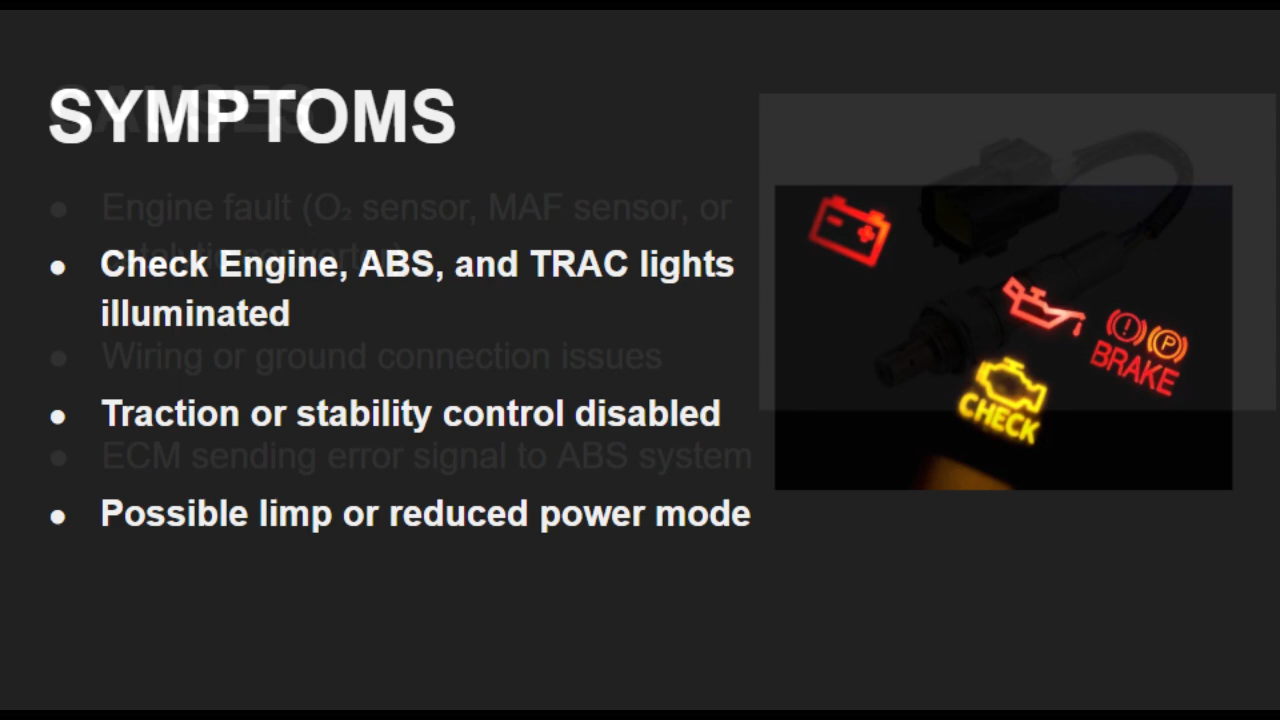 SYMPTOMS
Engine fault (O₂ sensor, MAF sensor, or
● Check Engine, ABS, and TRAC lights
illuminated
● Wiring or ground connection issues
● Traction or stability control disabled
● ECM sending error signal to ABS system
● Possible limp or reduced power mode
BRAKE
CHECK